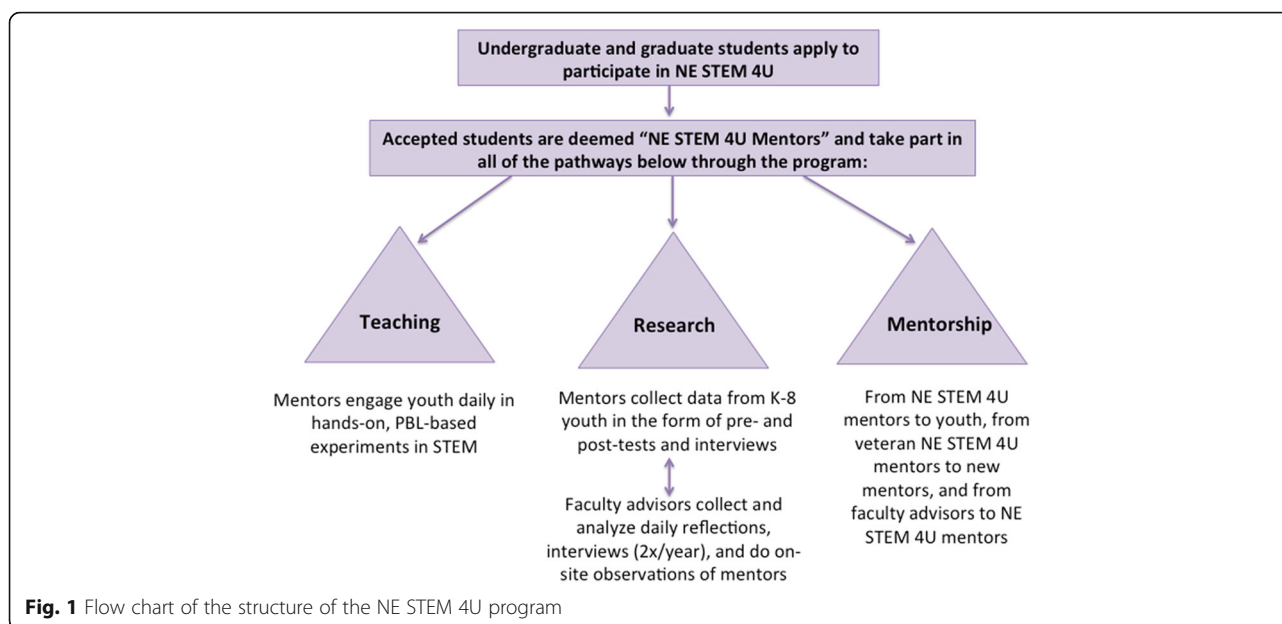 Undergraduate and graduate students apply to
participate in NE STEM 4U
Accepted students are deemed “NE STEM 4U Mentors” and take part in
all of the pathways below through the program:
Teaching
Mentors engage youth daily in
hands-on, PBL-based
experiments in STEM
Research
Mentors collect data from K-8
youth in the form of pre- and
post-tests and interviews
Faculty advisors collect and
analyze daily reflections,
interviews (2x/year), and do on-
site observations of mentors
Mentorship
From NE STEM 4U
mentors to youth, from
veteran NE STEM 4U
mentors to new
mentors, and from
faculty advisors to NE
STEM 4U mentors
Fig. 1 Flow chart of the structure of the NE STEM 4U program